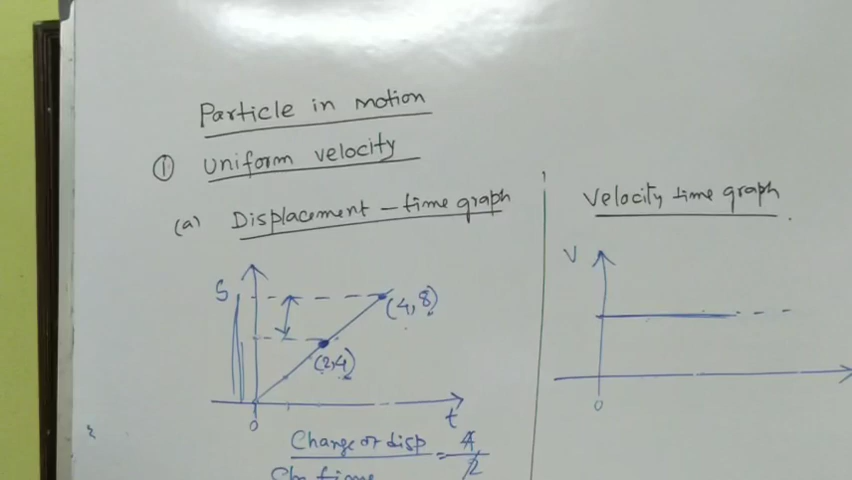 Particle in motion
① Uniform velocity
(a) Displacement - time graph
S
(4, 8)
(2,4)
0
t
Change of disp = 4/2
Velocity time graph
V
0